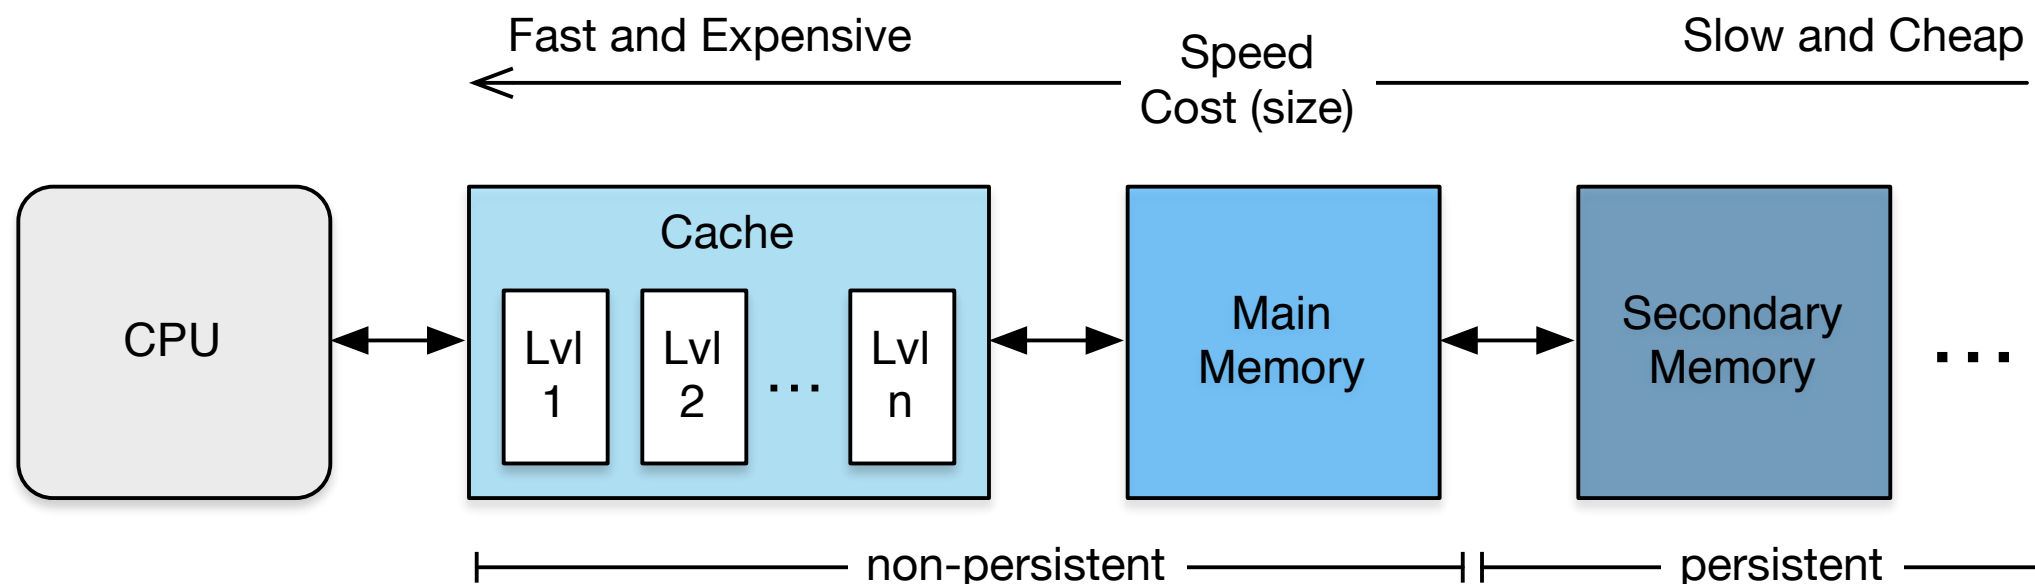 Fast and Expensive
Speed
Cost (size)
Slow and Cheap
CPU
Cache
Lvl
1
Lvl
2
...
Lvl
n
Main
Memory
Secondary
Memory
...
non-persistent
persistent